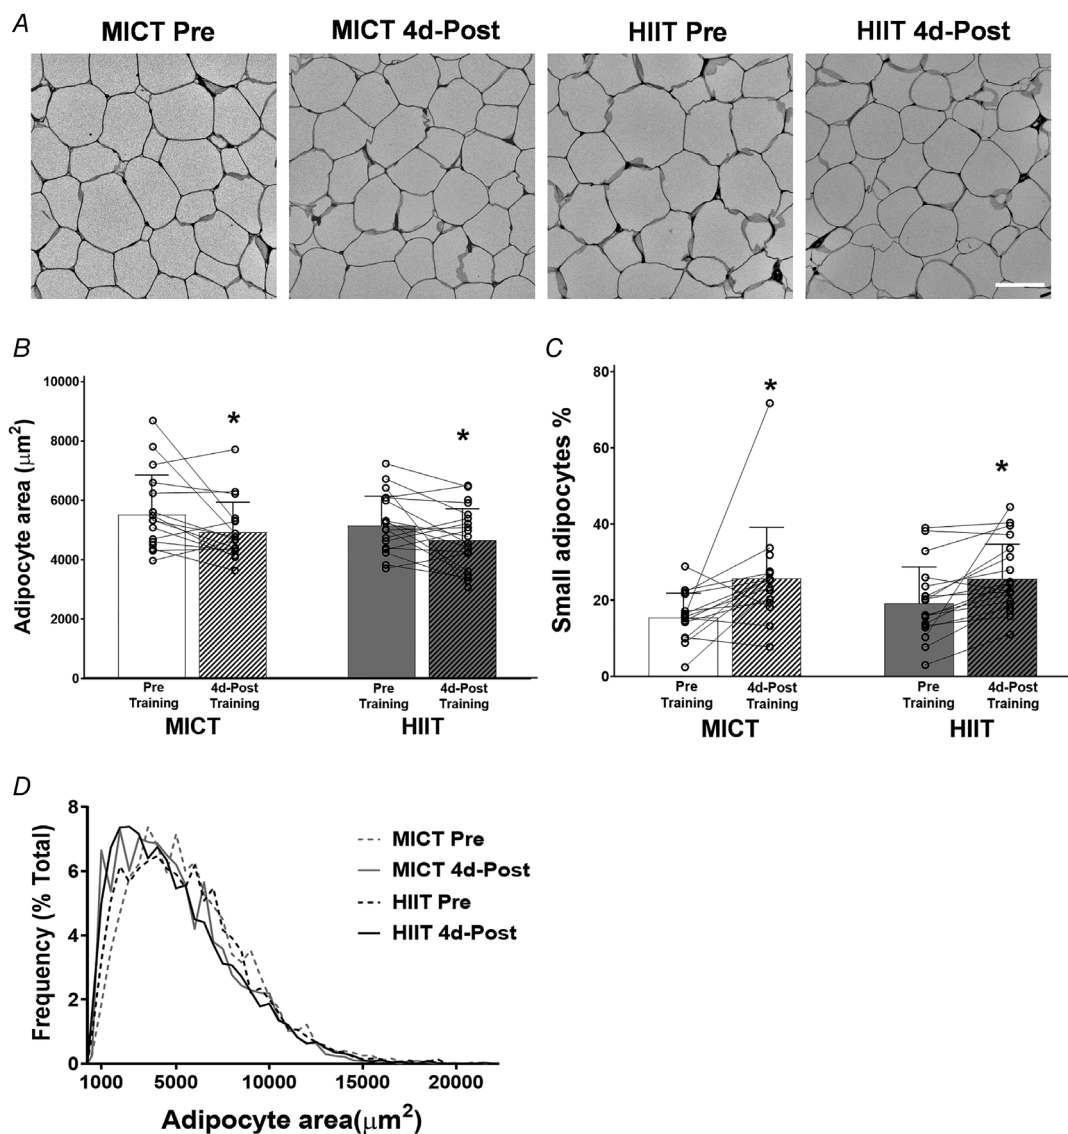 A
MICT Pre
MICT 4d-Post
HIIT Pre
HIIT 4d-Post
B
Adipocyte area (μm²)
10000
8000
6000
4000
2000
0
*
*
Pre
Training
4d-Post
Training
Pre
Training
4d-Post
Training
MICT
HIIT
C
Small adipocytes %
80
60
40
20
0
*
*
Pre
Training
4d-Post
Training
Pre
Training
4d-Post
Training
MICT
HIIT
D
Frequency (% Total)
8
6
4
2
0
MICT Pre
MICT 4d-Post
HIIT Pre
HIIT 4d-Post
1000
5000
10000
15000
20000
Adipocyte area(μm²)